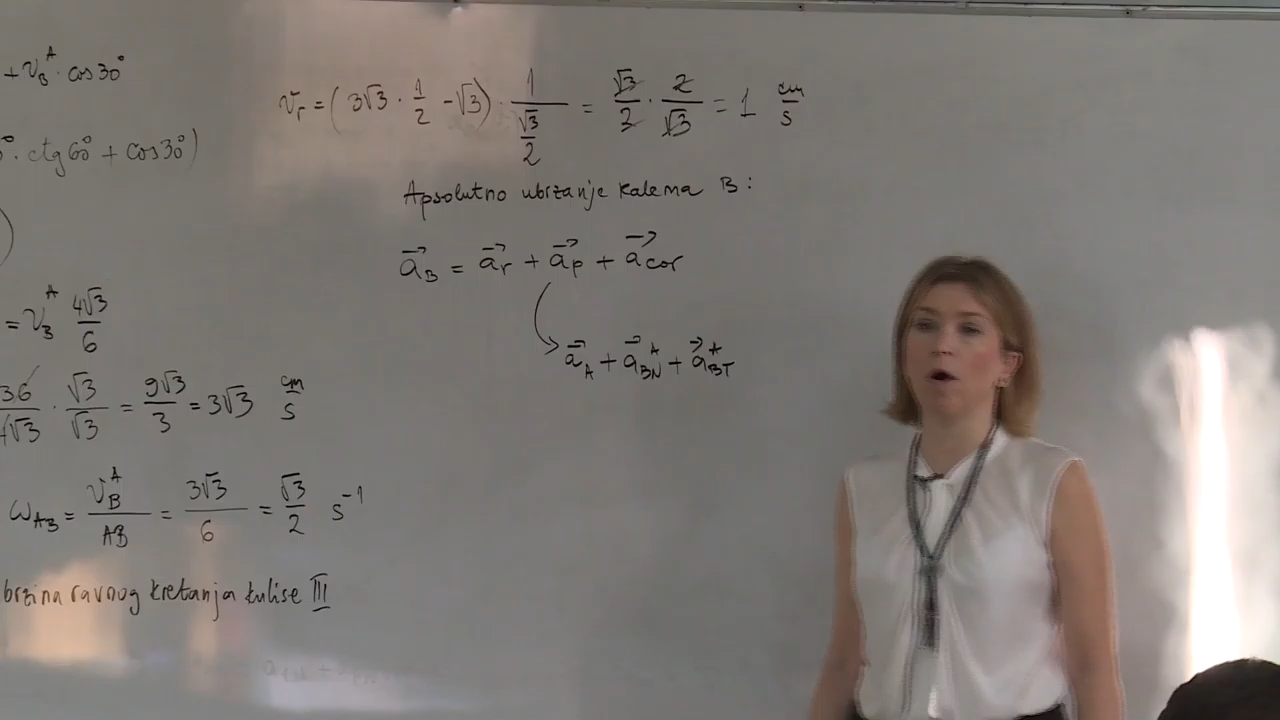 + v_B^A · cos30°
0° · ctg60° + cos30°)
)
= v_B^A 4√3/6
36/4√3 · √3/√3 = 9√3/3 = 3√3 cm/s
ω_AB = v_B^A/AB = 3√3/6 = √3/2 s^-1
brzina ravnog kretanja kulise III
v_r = (3√3 · 1/2 - √3) · 1/(√3/2) = √3/2 · 2/√3 = 1 cm/s
Apsolutno ubrzanje kalema B:
a⃗_B = a⃗_r + a⃗_p + a⃗_cor
a⃗_A + a⃗_BN^A + a⃗_BT^A